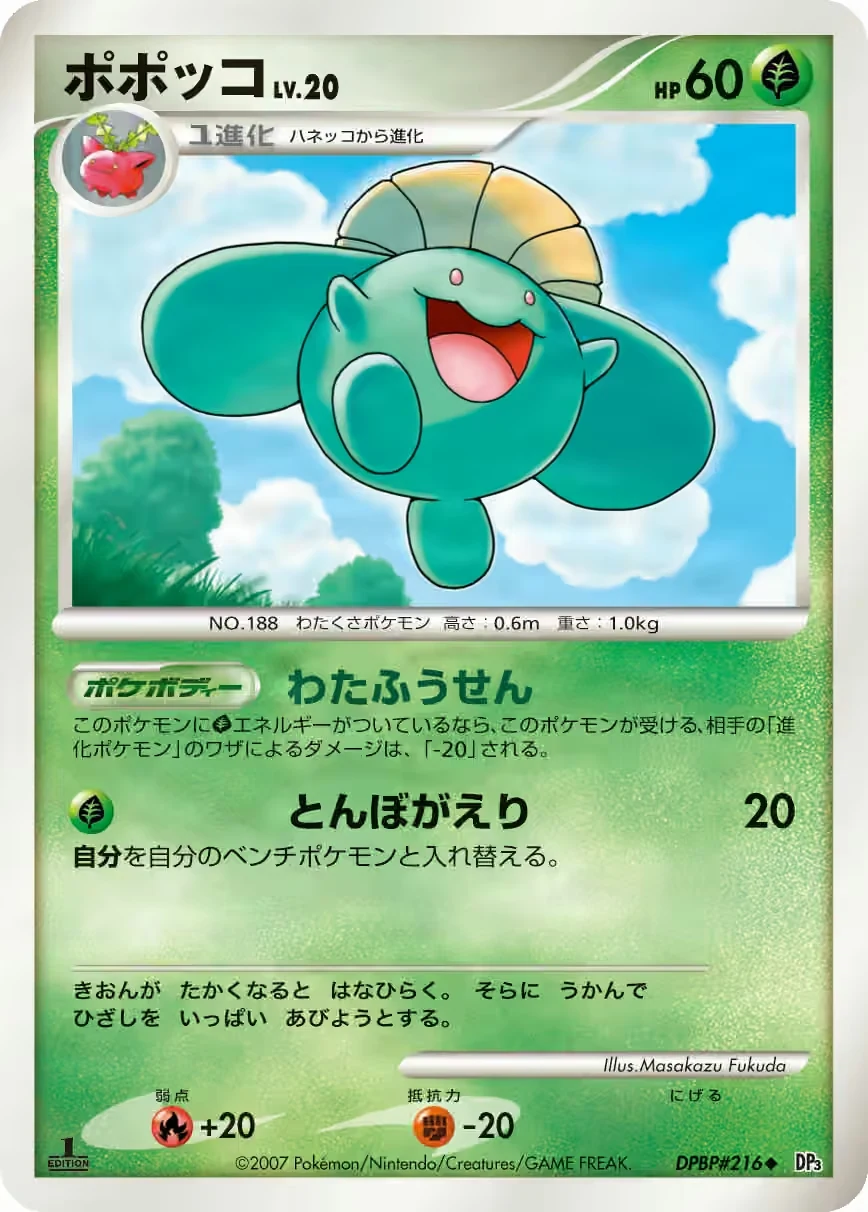 ポポッコ LV.20 HP 60
1進化 ハネッコから進化
NO.188 わたくさポケモン 高さ:0.6m 重さ:1.0kg
ポケボディー わたふうせん
このポケモンにエネルギーがついているなら、このポケモンが受ける、相手の「進
化ポケモン」のワザによるダメージは、「-20」される。
とんぼがえり 20
自分を自分のベンチポケモンと入れ替える。
きおんが たかくなると はなひらく。 そらに うかんで
ひざしを いっぱい あびようとする。
Illus.Masakazu Fukuda
弱点 抵抗力 にげる
+20 -20
1 EDITION ©2007 Pokémon/Nintendo/Creatures/GAME FREAK. DPBP#216◆ DP3